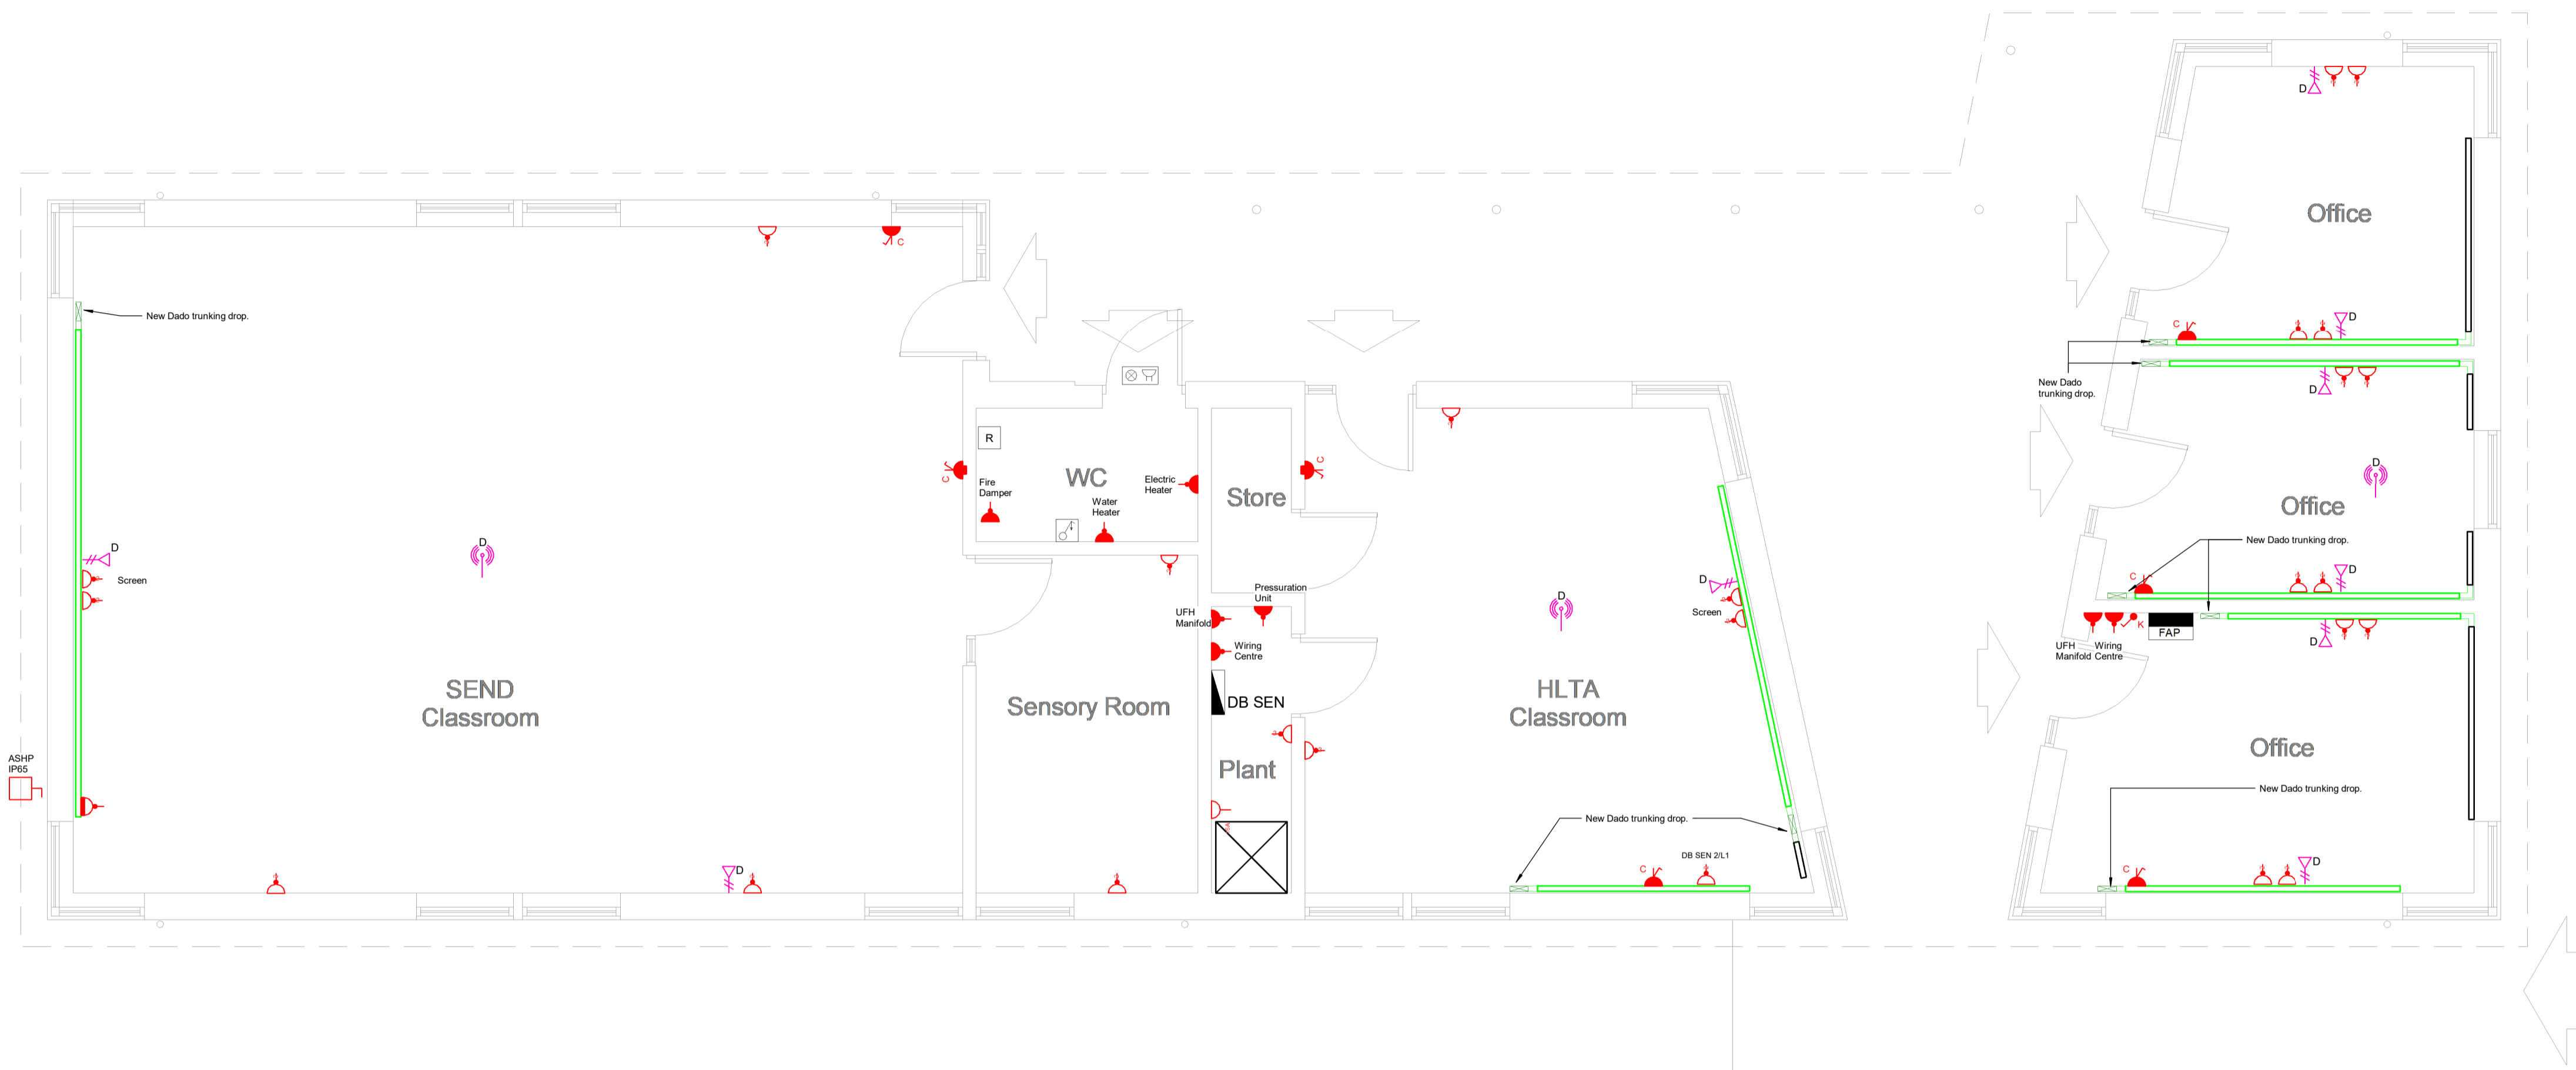 D
Office
C
D
New Dado trunking drop.
C
R
C
C
WC
Fire
Damper
Electric
Heater
Water
Heater
Store
New Dado
trunking drop.
D
D
Office
New Dado trunking drop.
C
D
D
Screen
D
Pressuration
Unit
UFH
Manifold
Wiring
Centre
D
D
Screen
K
FAP
D
UFH
Manifold
Wiring
Centre
SEND
Classroom
Sensory Room
DB SEN
HLTA
Classroom
Office
ASHP
IP65
Plant
New Dado trunking drop.
New Dado trunking drop.
D
C
DB SEN 2/L1
C
D